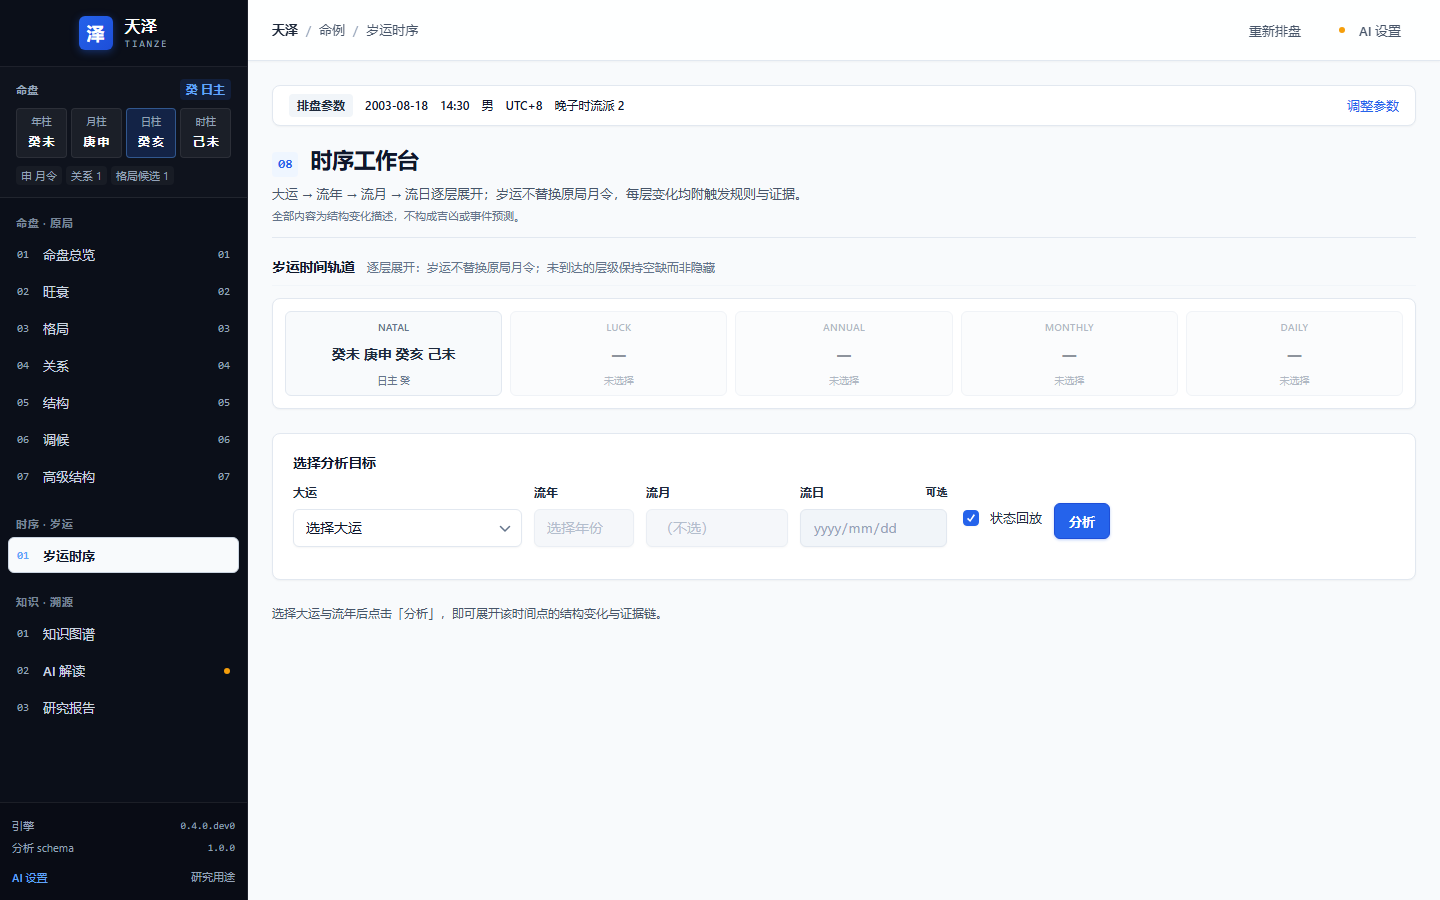 泽 天泽
TIANZE
命盘 癸 日主
年柱 月柱 日柱 时柱
癸未 庚申 癸亥 己未
申 月令 关系 1 格局候选 1
命盘 · 原局
01 命盘总览 01
02 旺衰 02
03 格局 03
04 关系 04
05 结构 05
06 调候 06
07 高级结构 07
时序 · 岁运
01 岁运时序
知识 · 溯源
01 知识图谱
02 AI 解读
03 研究报告
引擎 0.4.0.dev0
分析 schema 1.0.0
AI 设置 研究用途
天泽 / 命例 / 岁运时序
重新排盘 AI 设置
排盘参数 2003-08-18 14:30 男 UTC+8 晚子时流派 2 调整参数
08 时序工作台
大运 → 流年 → 流月 → 流日逐层展开；岁运不替换原局月令，每层变化均附触发规则与证据。
全部内容为结构变化描述，不构成吉凶或事件预测。
岁运时间轨道 逐层展开：岁运不替换原局月令；未到达的层级保持空缺而非隐藏
NATAL LUCK ANNUAL MONTHLY DAILY
癸未 庚申 癸亥 己未 — — — —
日主 癸 未选择 未选择 未选择 未选择
选择分析目标
大运 流年 流月 流日 可选
选择大运 选择年份 （不选） yyyy/mm/dd 状态回放 分析
选择大运与流年后点击「分析」，即可展开该时间点的结构变化与证据链。